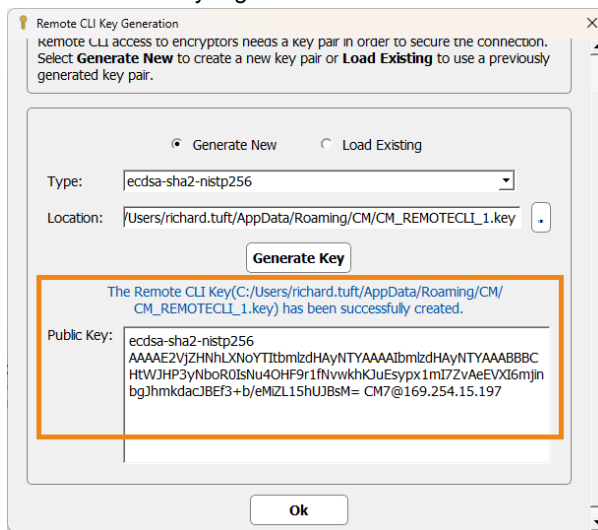 Remote CLI Key Generation
Remote CLI access to encryptors needs a key pair in order to secure the connection.
Select Generate New to create a new key pair or Load Existing to use a previously
generated key pair.
Generate New Load Existing
Type: ecdsa-sha2-nistp256
Location: /Users/richard.tuft/AppData/Roaming/CM/CM_REMOTECLI_1.key .
Generate Key
The Remote CLI Key(C:/Users/richard.tuft/AppData/Roaming/CM/
CM_REMOTECLI_1.key) has been successfully created.
Public Key: ecdsa-sha2-nistp256
AAAAE2VjZHNhLXNoYTItbmlzdHAyNTYAAAAIbmlzdHAyNTYAAABBBC
HtWJHP3yNboR0IsNu4OHF9r1fNvwkhKJuEsypx1mI7ZvAeEVXI6mjin
bgJhmkdacJBEf3+b/eMiZL15hUJBsM= CM7@169.254.15.197
Ok